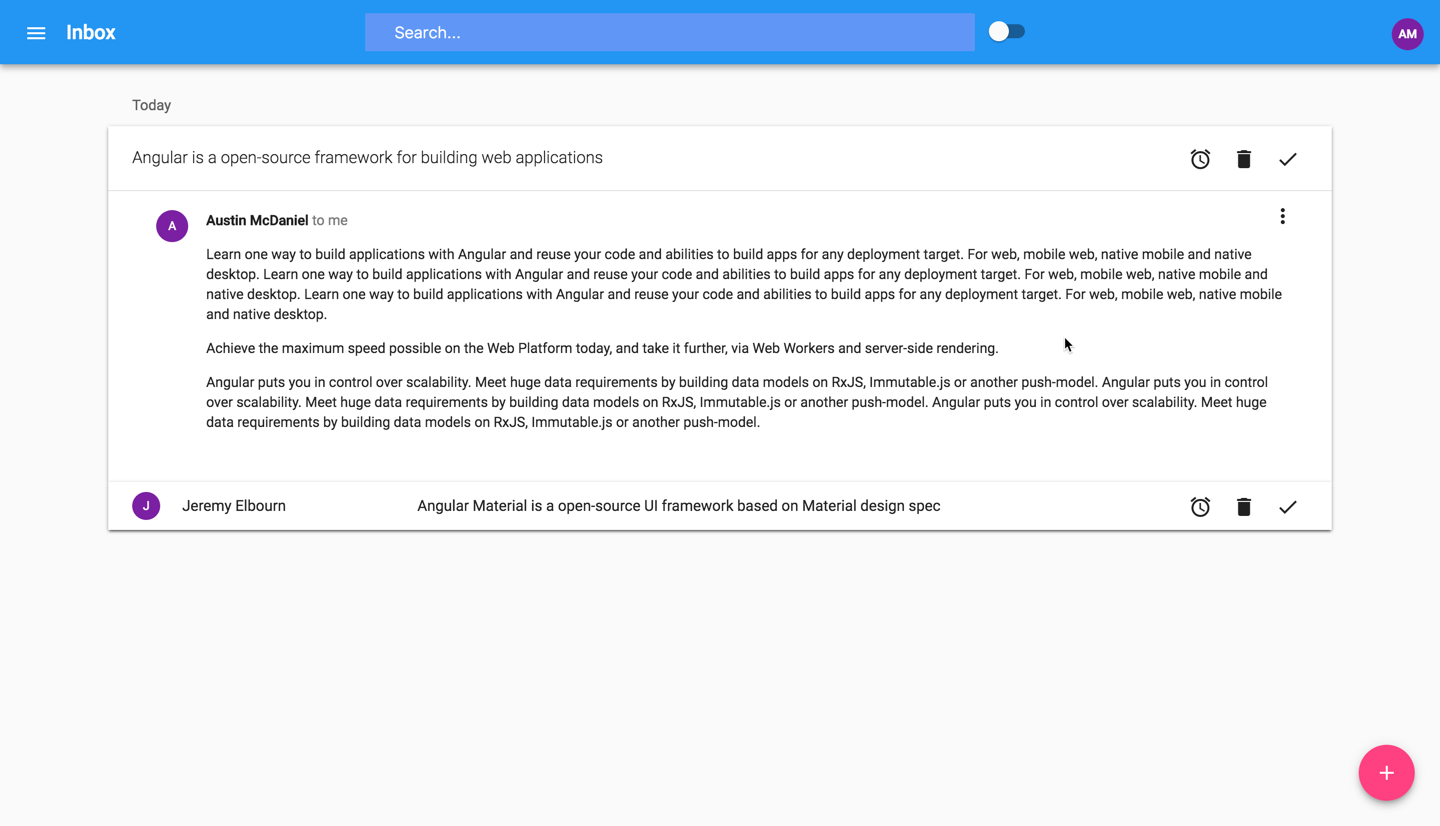 Inbox
Search...
AM
Today
Angular is a open-source framework for building web applications
A
Austin McDaniel to me
Learn one way to build applications with Angular and reuse your code and abilities to build apps for any deployment target. For web, mobile web, native mobile and native
desktop. Learn one way to build applications with Angular and reuse your code and abilities to build apps for any deployment target. For web, mobile web, native mobile and
native desktop. Learn one way to build applications with Angular and reuse your code and abilities to build apps for any deployment target. For web, mobile web, native mobile
and native desktop.
Achieve the maximum speed possible on the Web Platform today, and take it further, via Web Workers and server-side rendering.
Angular puts you in control over scalability. Meet huge data requirements by building data models on RxJS, Immutable.js or another push-model. Angular puts you in control
over scalability. Meet huge data requirements by building data models on RxJS, Immutable.js or another push-model. Angular puts you in control over scalability. Meet huge
data requirements by building data models on RxJS, Immutable.js or another push-model.
J
Jeremy Elbourn
Angular Material is a open-source UI framework based on Material design spec